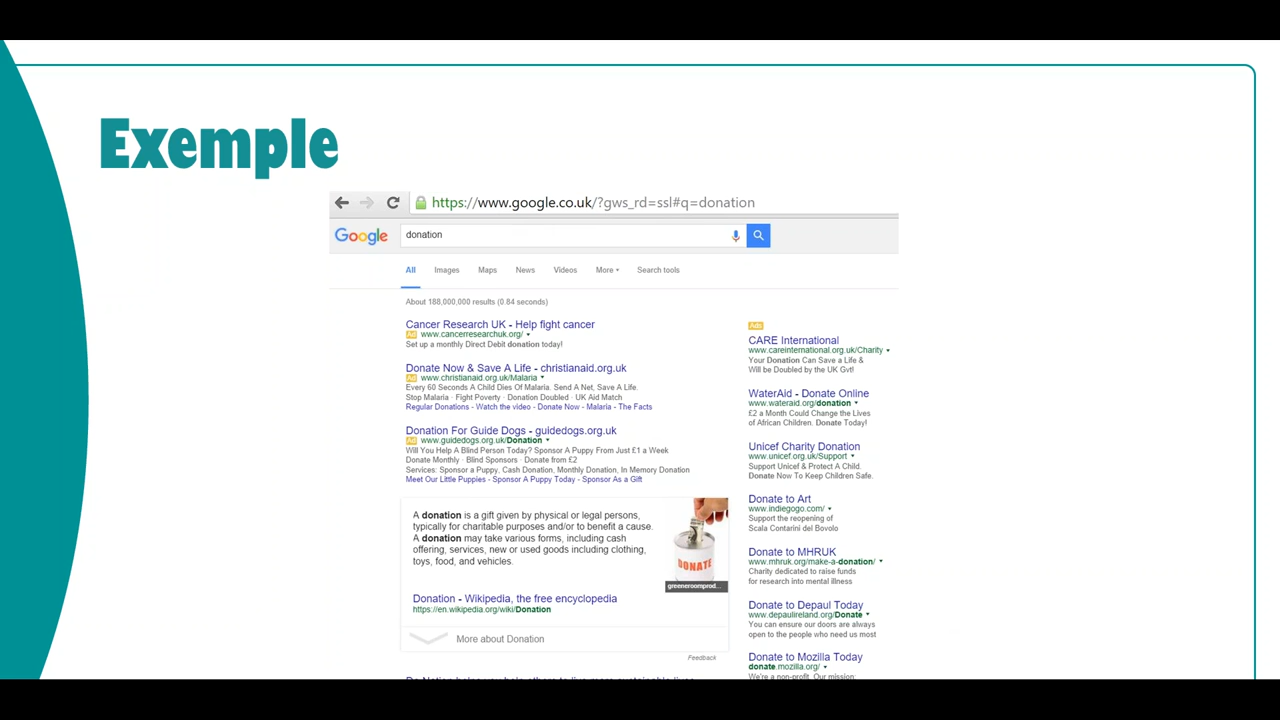 Exemple
https://www.google.co.uk/?gws_rd=ssl#q=donation
Google
donation
All Images Maps News Videos More Search tools
About 188,000,000 results (0.84 seconds)
Cancer Research UK - Help fight cancer
Ad www.cancerresearchuk.org/
Set up a monthly Direct Debit donation today!
Donate Now & Save A Life - christianaid.org.uk
Ad www.christianaid.org.uk/Malaria
Every 60 Seconds A Child Dies Of Malaria. Send A Net, Save A Life.
Stop Malaria · Fight Poverty · Donation Doubled · UK Aid Match
Regular Donations - Watch the video - Donate Now - Malaria - The Facts
Donation For Guide Dogs - guidedogs.org.uk
Ad www.guidedogs.org.uk/Donation
Will You Help A Blind Person Today? Sponsor A Puppy From Just £1 a Week
Donate Monthly · Blind Sponsors · Donate from £2
Services: Sponsor a Puppy, Cash Donation, Monthly Donation, In Memory Donation
Meet Our Little Puppies - Sponsor A Puppy Today - Sponsor As a Gift
A donation is a gift given by physical or legal persons,
typically for charitable purposes and/or to benefit a cause.
A donation may take various forms, including cash
offering, services, new or used goods including clothing,
toys, food, and vehicles.
DONATE
greeneroomprod...
Donation - Wikipedia, the free encyclopedia
https://en.wikipedia.org/wiki/Donation
More about Donation
Feedback
Ads
CARE International
www.careinternational.org.uk/Charity
Your Donation Can Save a Life &
Will be Doubled by the UK Gvt!
WaterAid - Donate Online
www.wateraid.org/donation
£2 a Month Could Change the Lives
of African Children. Donate Today!
Unicef Charity Donation
www.unicef.org.uk/Support
Support Unicef & Protect A Child.
Donate Now To Keep Children Safe.
Donate to Art
www.indiegogo.com/
Support the reopening of
Scala Contarini del Bovolo
Donate to MHRUK
www.mhruk.org/make-a-donation/
Charity dedicated to raise funds
for research into mental illness
Donate to Depaul Today
www.depaulireland.org/Donate
You can ensure our doors are always
open to the people who need us most
Donate to Mozilla Today
donate.mozilla.org/
We're a non-profit. Our mission: